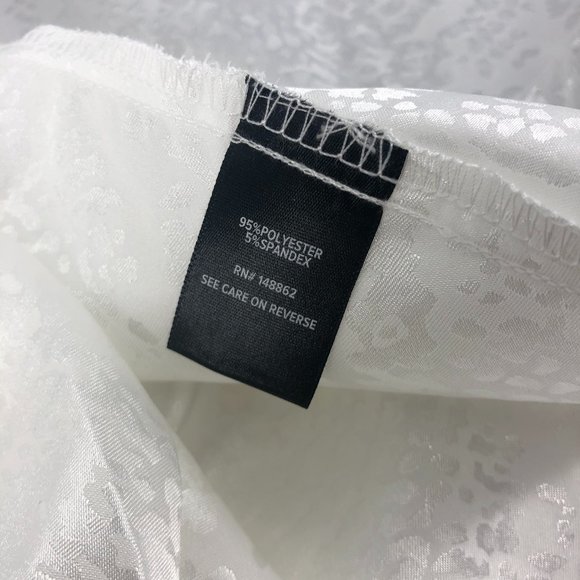 95%POLYESTER
5%SPANDEX
RN# 148862
SEE CARE ON REVERSE